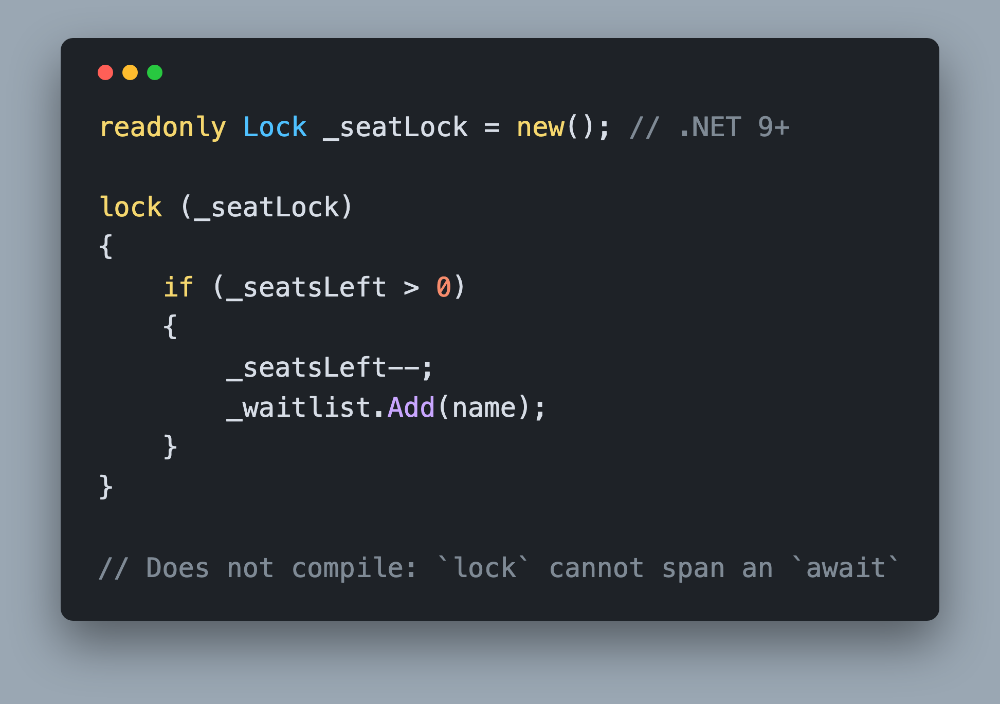 readonly Lock _seatLock = new(); // .NET 9+

lock (_seatLock)
{
    if (_seatsLeft > 0)
    {
        _seatsLeft--;
        _waitlist.Add(name);
    }
}

// Does not compile: `lock` cannot span an `await`